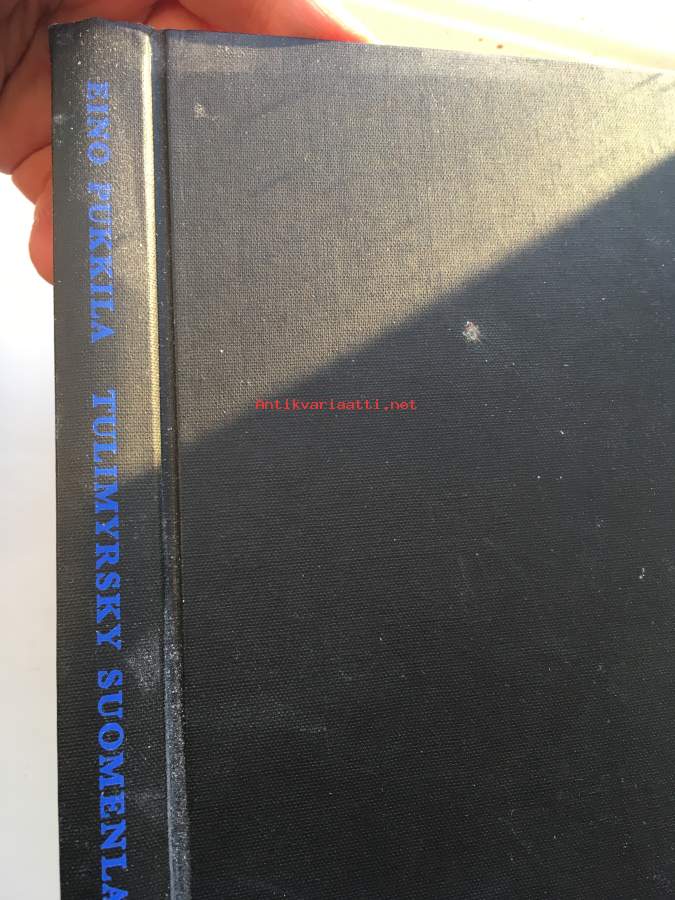 EINO PUKKILA TULIMYRSKY SUOMENLA
Antikvariaatti.net